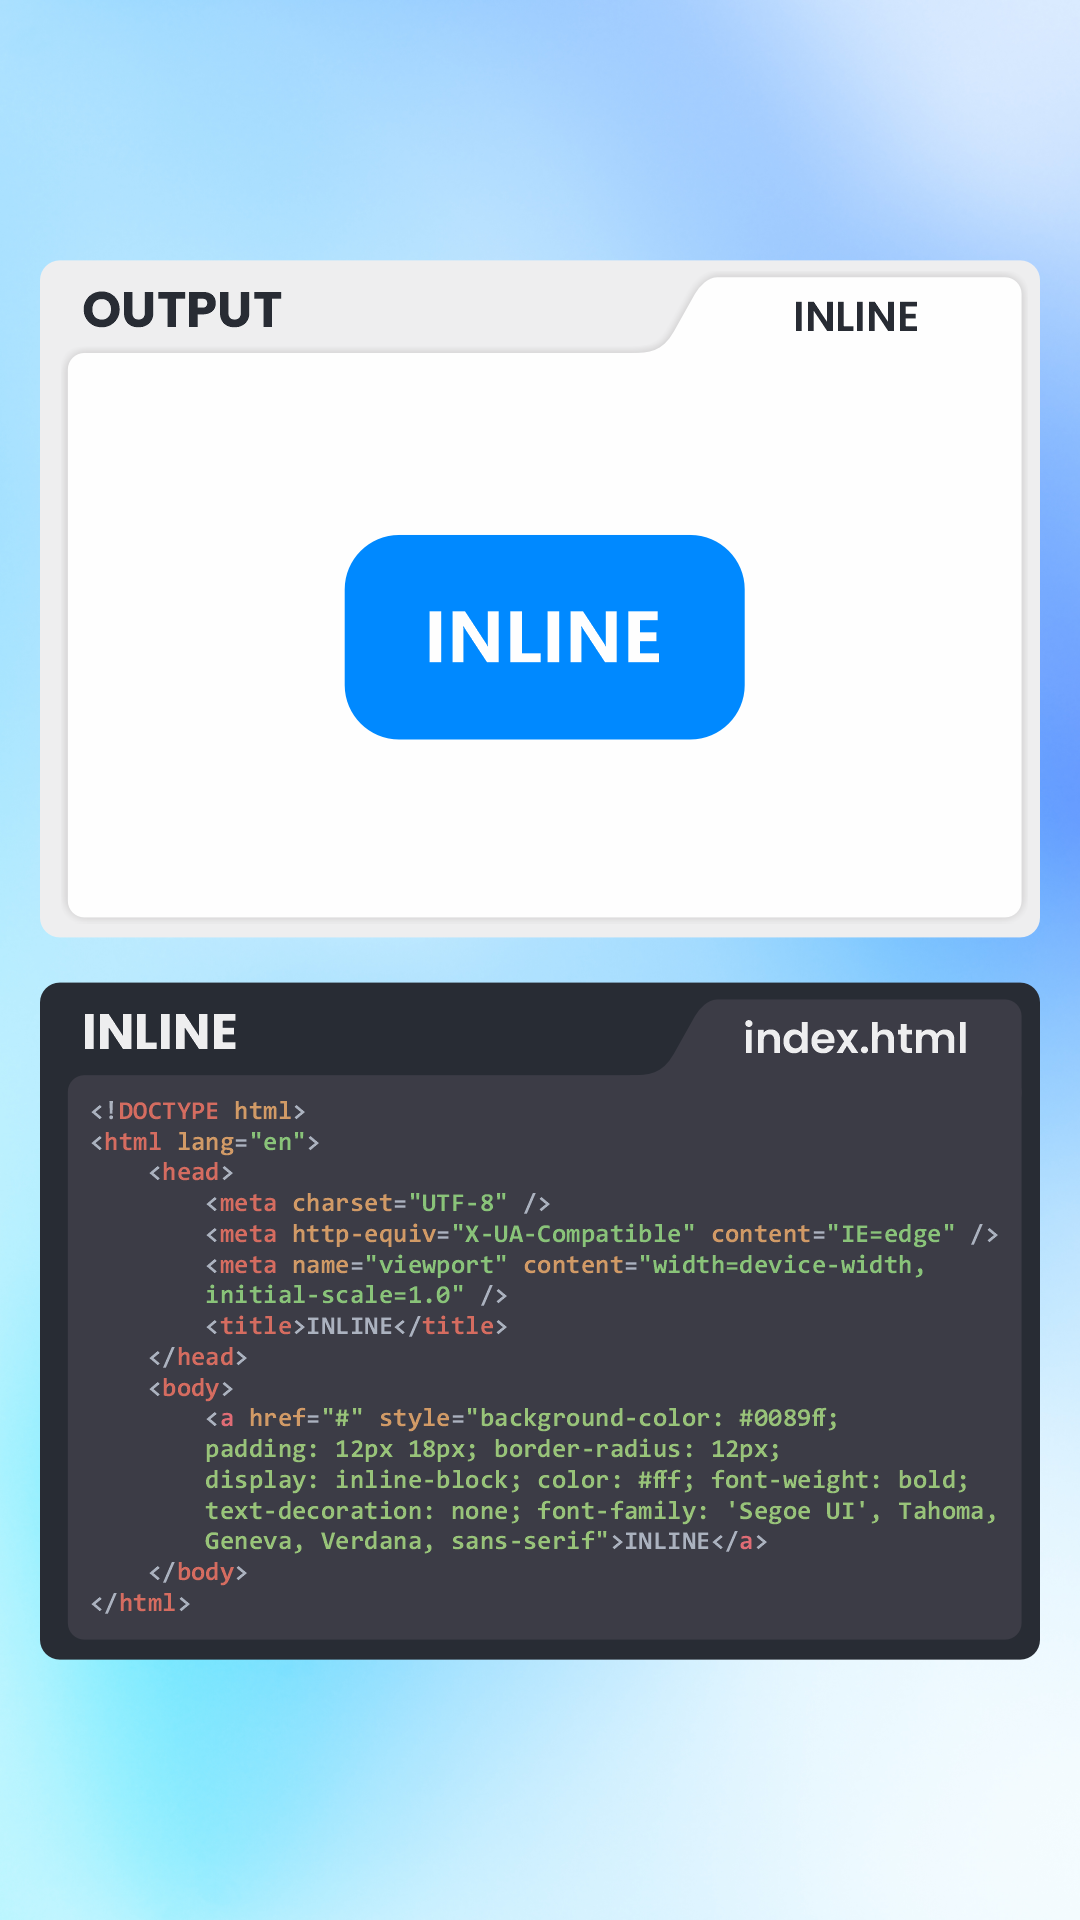 OUTPUT
INLINE
INLINE
INLINE
index.html
<!DOCTYPE html>
<html lang="en">
    <head>
        <meta charset="UTF-8" />
        <meta http-equiv="X-UA-Compatible" content="IE=edge" />
        <meta name="viewport" content="width=device-width,
        initial-scale=1.0" />
        <title>INLINE</title>
    </head>
    <body>
        <a href="#" style="background-color: #0089ff;
        padding: 12px 18px; border-radius: 12px;
        display: inline-block; color: #fff; font-weight: bold;
        text-decoration: none; font-family: 'Segoe UI', Tahoma,
        Geneva, Verdana, sans-serif">INLINE</a>
    </body>
</html>